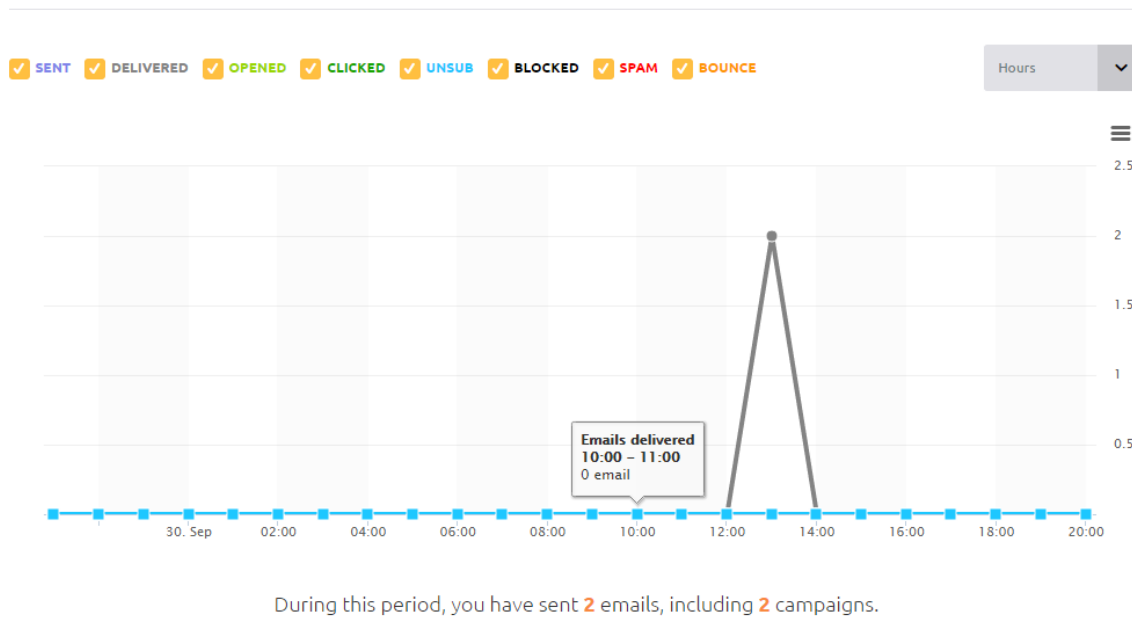 SENT DELIVERED OPENED CLICKED UNSUB BLOCKED SPAM BOUNCE Hours
2.5
2
1.5
1
0.5
Emails delivered
10:00 – 11:00
0 email
30. Sep 02:00 04:00 06:00 08:00 10:00 12:00 14:00 16:00 18:00 20:00
During this period, you have sent 2 emails, including 2 campaigns.